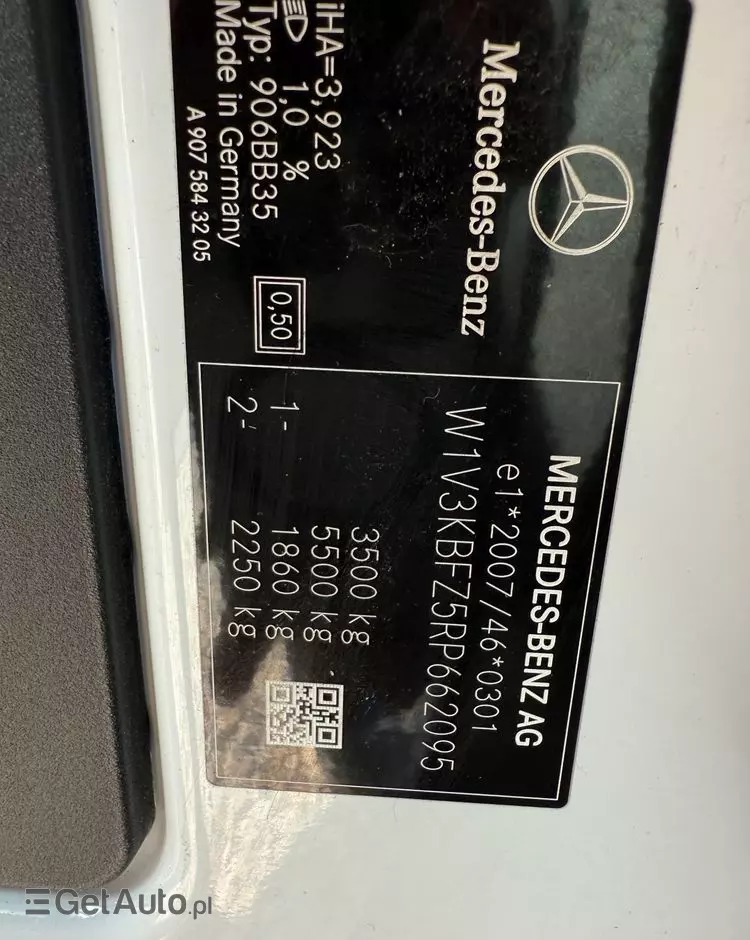 Mercedes-Benz
iHA=3,923
1,0 %
Typ: 906BB35
Made in Germany
A 907 584 32 05
0,50
MERCEDES-BENZ AG
e1*2007/46*0301
W1V3KBFZ5RP662095
3500 kg
5500 kg
1- 1860 kg
2- 2250 kg
GetAuto.pl